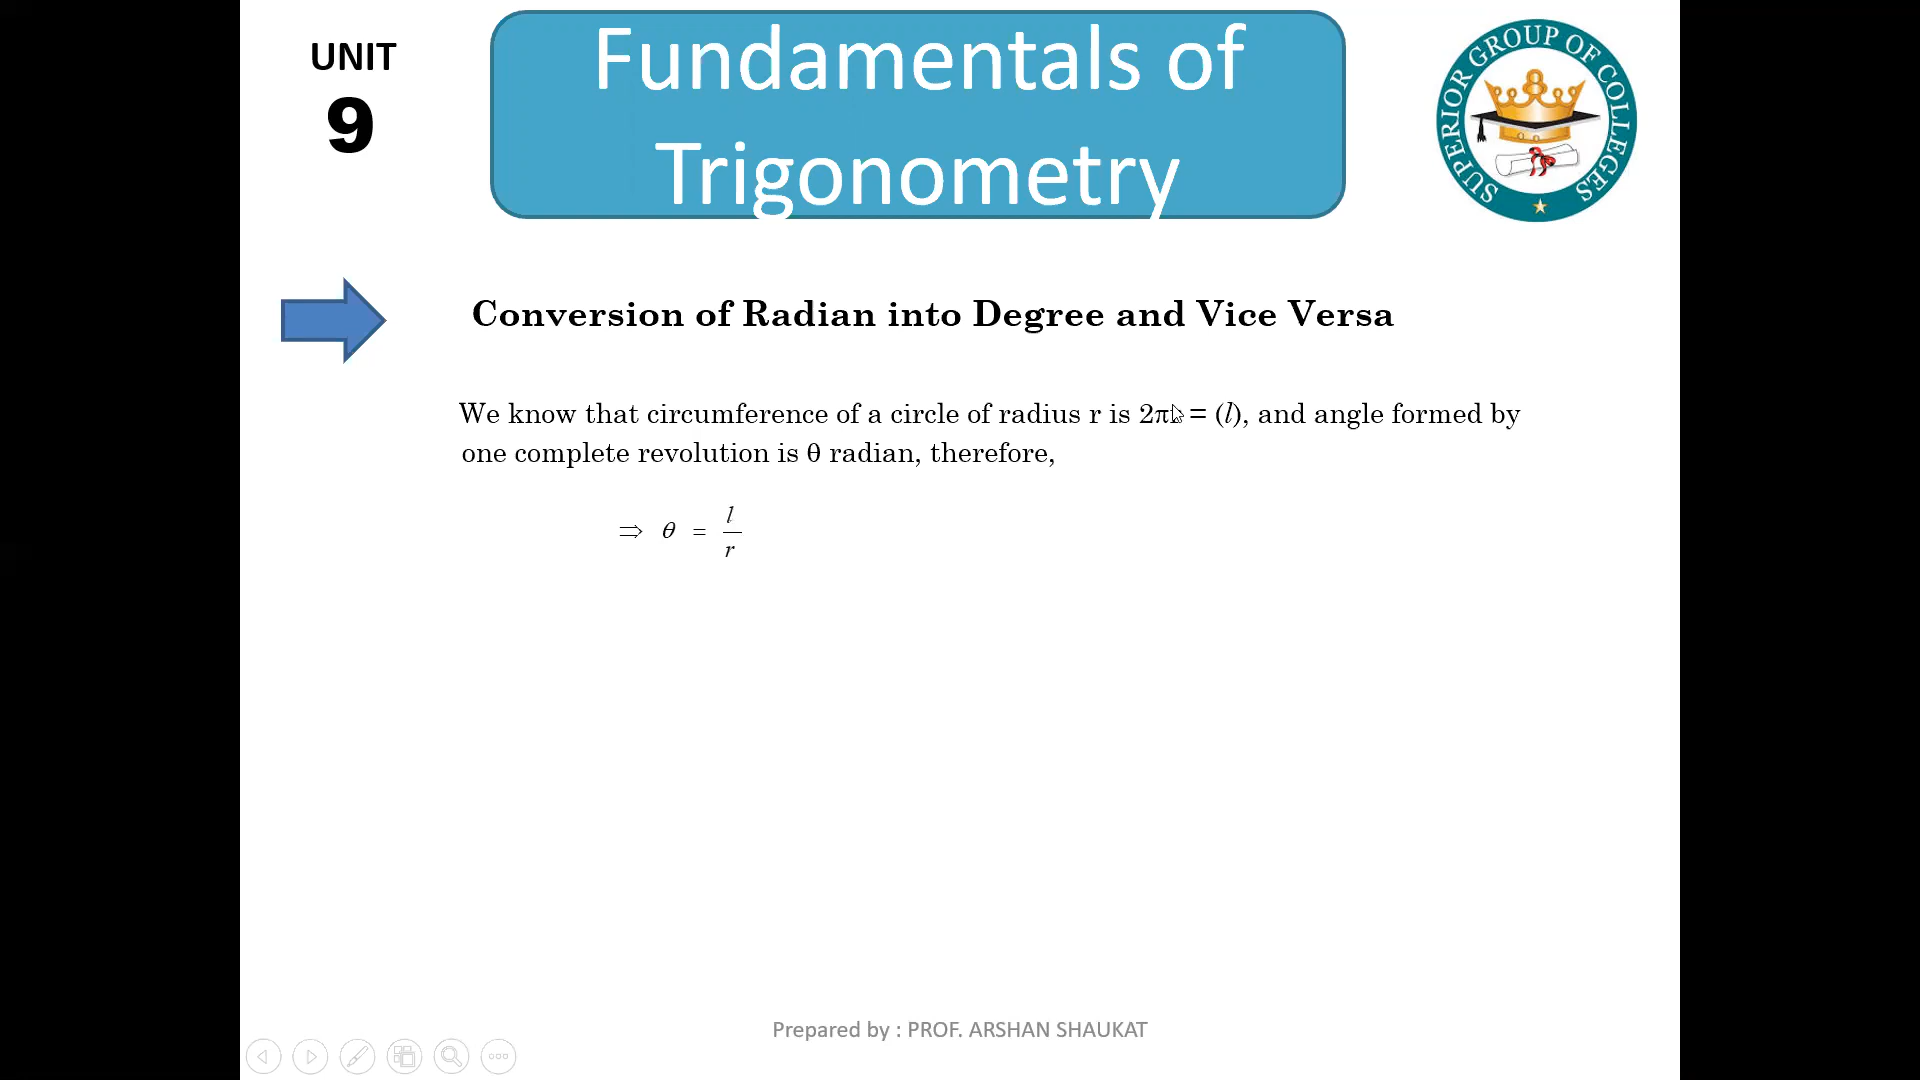 UNIT
9
Fundamentals of
Trigonometry
SUPERIOR GROUP OF COLLEGES
Conversion of Radian into Degree and Vice Versa
We know that circumference of a circle of radius r is 2πr = (l), and angle formed by
one complete revolution is θ radian, therefore,
⇒ θ = l/r
Prepared by : PROF. ARSHAN SHAUKAT